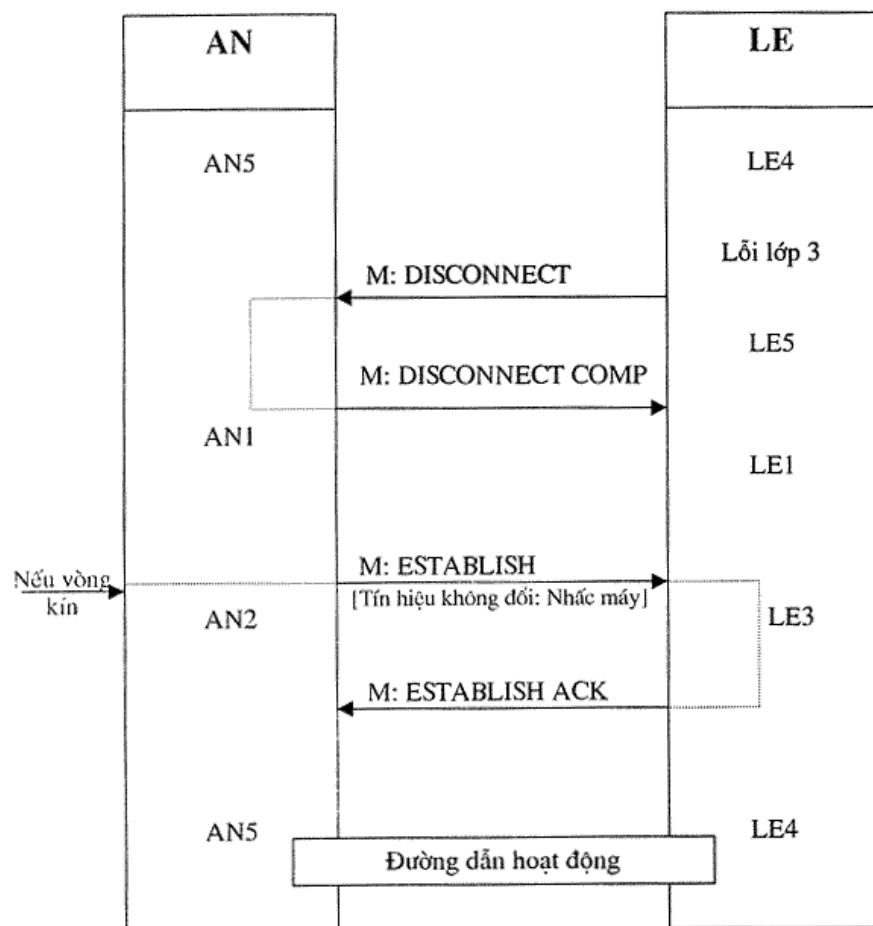 AN
LE
AN5
LE4
Lỗi lớp 3
M: DISCONNECT
LE5
M: DISCONNECT COMP
AN1
LE1
M: ESTABLISH
Nếu vòng
kín
[Tín hiệu không đổi: Nhấc máy]
AN2
LE3
M: ESTABLISH ACK
AN5
LE4
Đường dẫn hoạt động